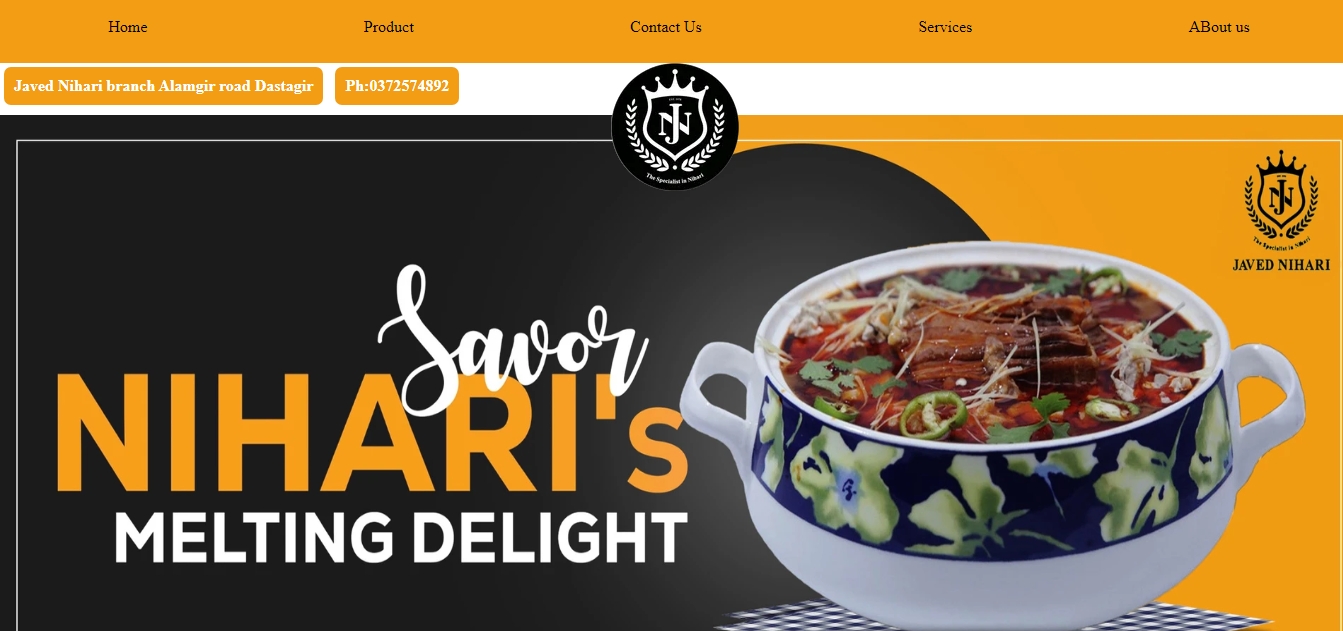 Home Product Contact Us Services ABout us
Javed Nihari branch Alamgir road Dastagir Ph:0372574892
JN
The Specialist in Nihari
JN
The Specialist in Nihari
JAVED NIHARI
Savor
NIHARI's
MELTING DELIGHT